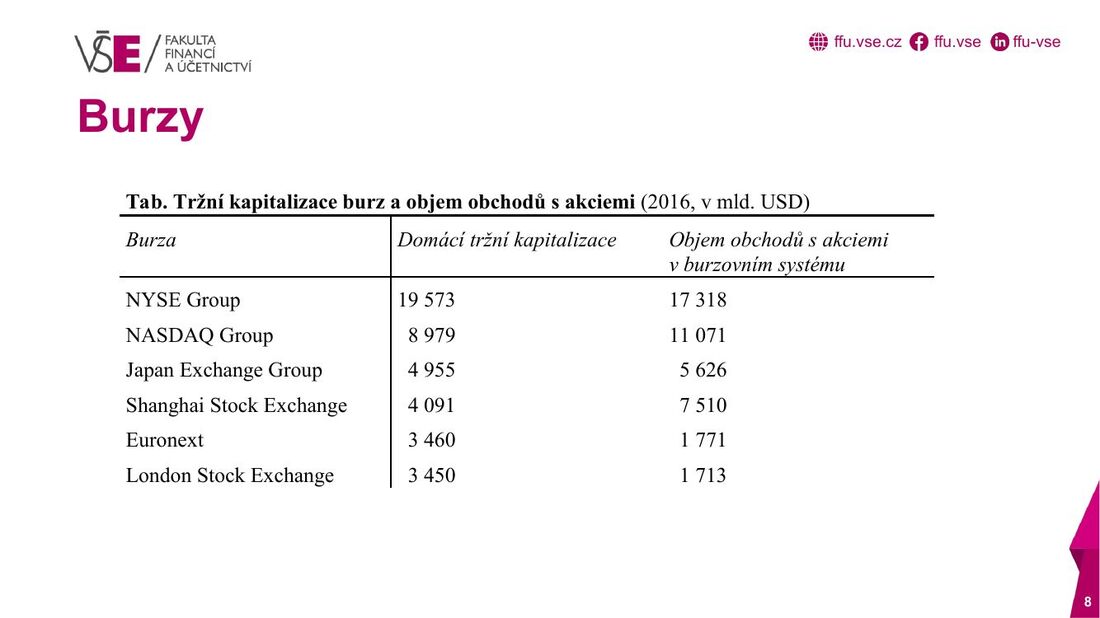 VŠE / FAKULTA
FINANCÍ
A ÚČETNICTVÍ
ffu.vse.cz ffu.vse ffu-vse
Burzy
Tab. Tržní kapitalizace burz a objem obchodů s akciemi (2016, v mld. USD)
Burza Domácí tržní kapitalizace Objem obchodů s akciemi
v burzovním systému
NYSE Group 19 573 17 318
NASDAQ Group 8 979 11 071
Japan Exchange Group 4 955 5 626
Shanghai Stock Exchange 4 091 7 510
Euronext 3 460 1 771
London Stock Exchange 3 450 1 713
8